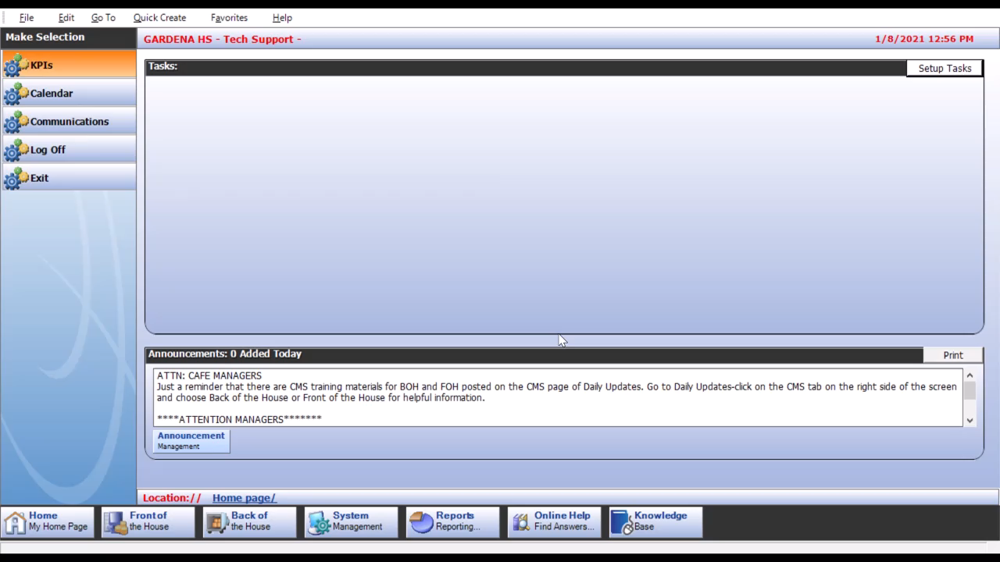 File Edit Go To Quick Create Favorites Help
Make Selection
GARDENA HS - Tech Support -
1/8/2021 12:56 PM
KPIs
Calendar
Communications
Log Off
Exit
Tasks:
Setup Tasks
Announcements: 0 Added Today
Print
ATTN: CAFE MANAGERS
Just a reminder that there are CMS training materials for BOH and FOH posted on the CMS page of Daily Updates. Go to Daily Updates-click on the CMS tab on the right side of the screen
and choose Back of the House or Front of the House for helpful information.
****ATTENTION MANAGERS*******
Announcement
Management
Location:// Home page/
Home
My Home Page
Front of
the House
Back of
the House
System
Management
Reports
Reporting...
Online Help
Find Answers...
Knowledge
Base